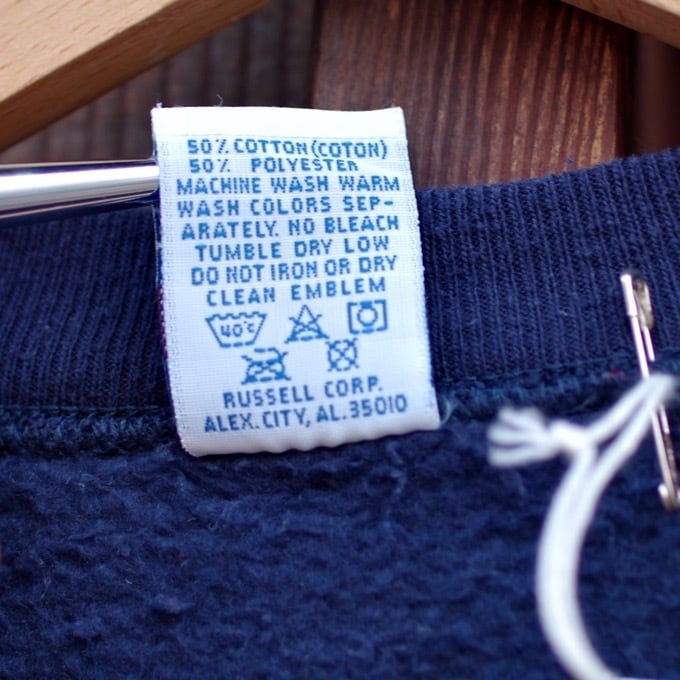 50% COTTON (COTON)
50% POLYESTER
MACHINE WASH WARM
WASH COLORS SEP-
ARATELY. NO BLEACH
TUMBLE DRY LOW
DO NOT IRON OR DRY
CLEAN EMBLEM
40°C
RUSSELL CORP.
ALEX. CITY, AL. 35010